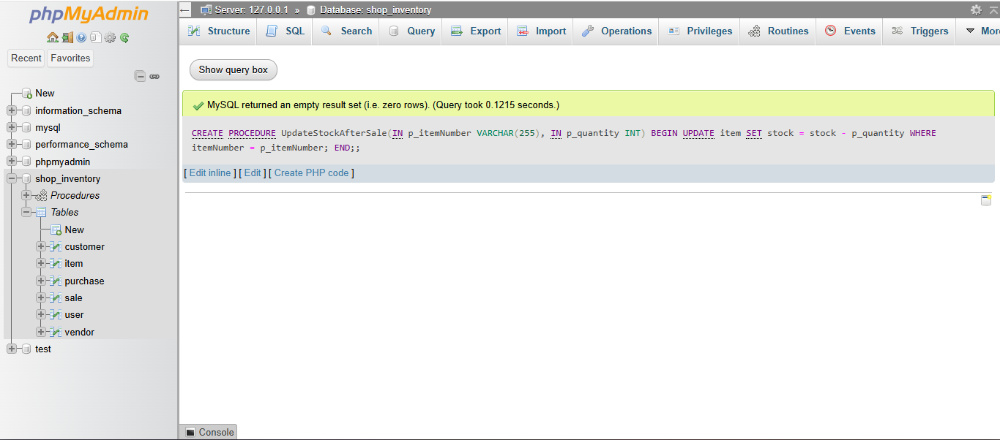 phpMyAdmin
Recent Favorites
New
information_schema
mysql
performance_schema
phpmyadmin
shop_inventory
Procedures
Tables
New
customer
item
purchase
sale
user
vendor
test
Server: 127.0.0.1 » Database: shop_inventory
Structure SQL Search Query Export Import Operations Privileges Routines Events Triggers Mor
Show query box
MySQL returned an empty result set (i.e. zero rows). (Query took 0.1215 seconds.)
CREATE PROCEDURE UpdateStockAfterSale(IN p_itemNumber VARCHAR(255), IN p_quantity INT) BEGIN UPDATE item SET stock = stock - p_quantity WHERE
itemNumber = p_itemNumber; END;;
[ Edit inline ] [ Edit ] [ Create PHP code ]
Console